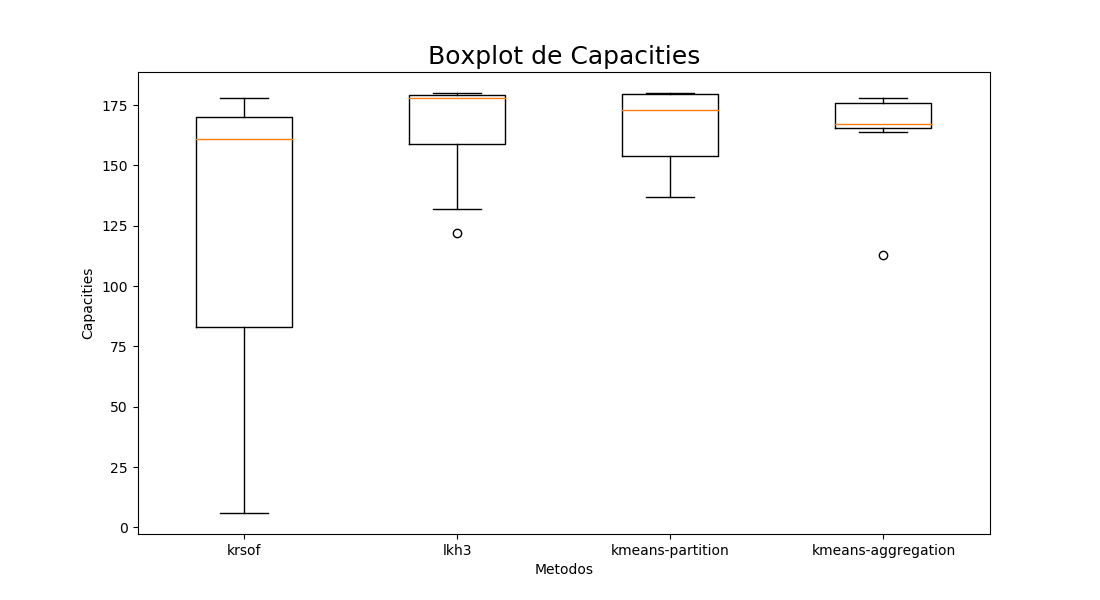 Boxplot de Capacities
175
150
125
100
75
50
25
0
Capacities
krsof
lkh3
kmeans-partition
kmeans-aggregation
Metodos